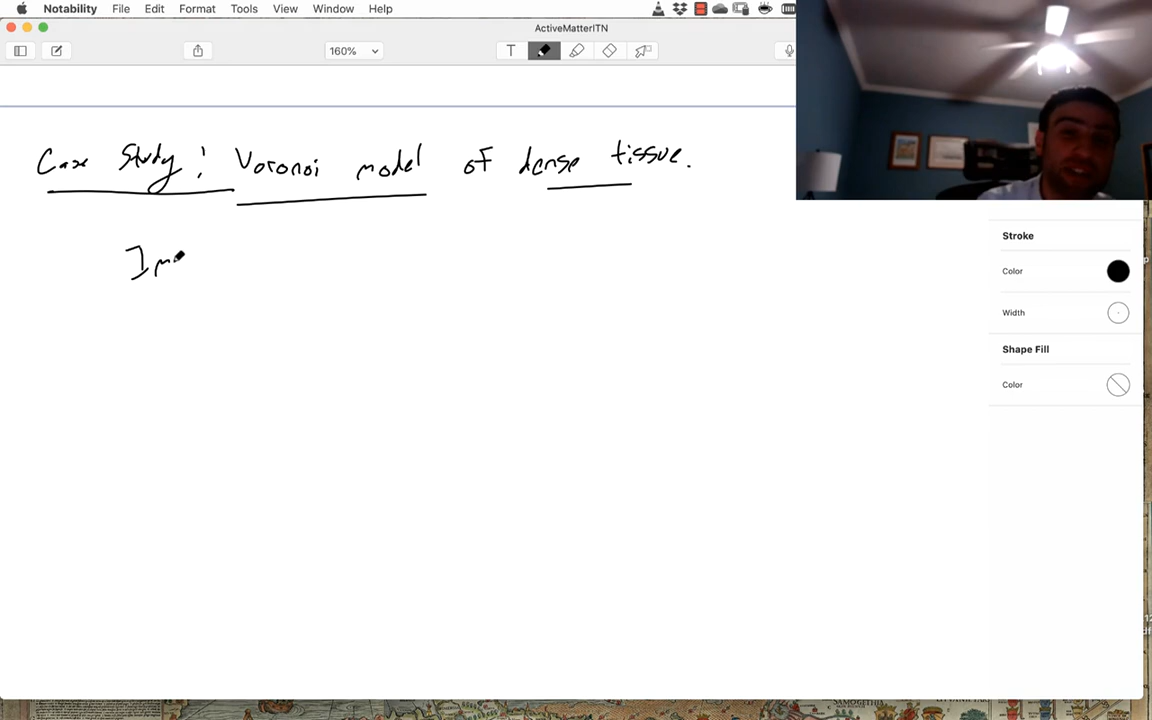 Notability File Edit Format Tools View Window Help
ActiveMatterITN
160%
T
Case Study: Voronoi model of dense tissue.
Im
Stroke
Color
Width
Shape Fill
Color